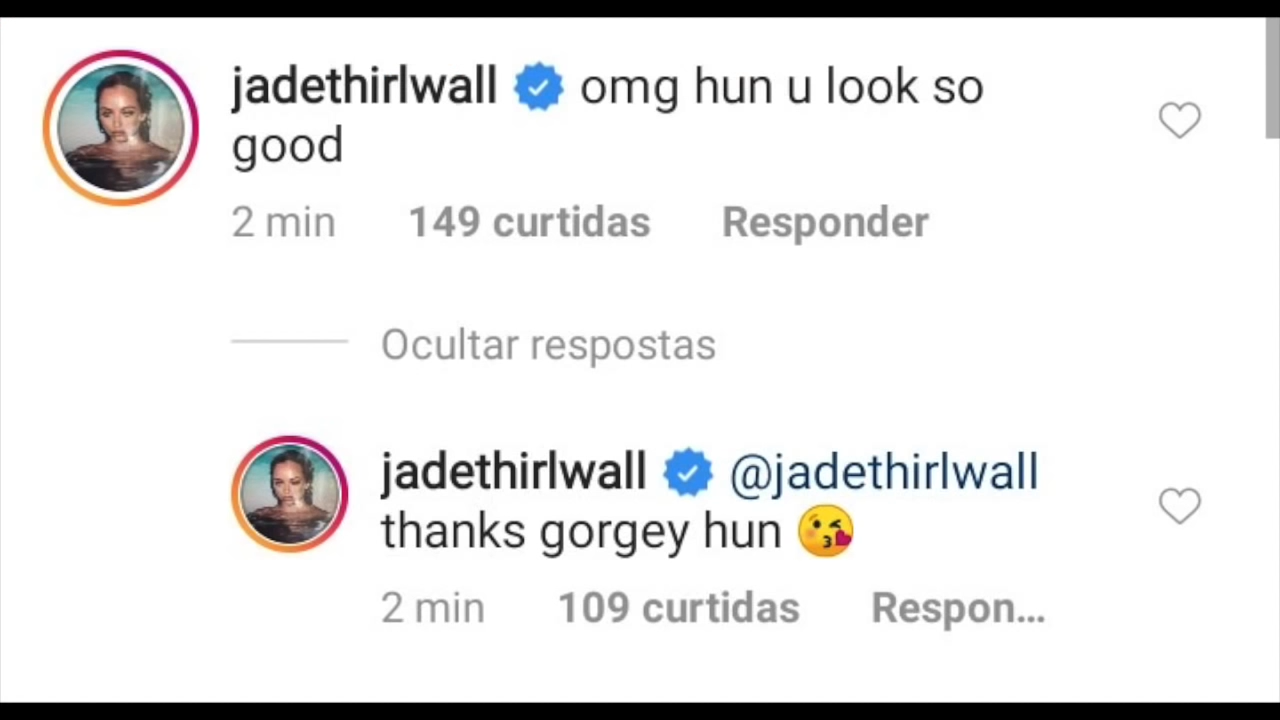 jadethirlwall omg hun u look so
good
2 min 149 curtidas Responder
Ocultar respostas
jadethirlwall @jadethirlwall
thanks gorgey hun 😘
2 min 109 curtidas Respon...